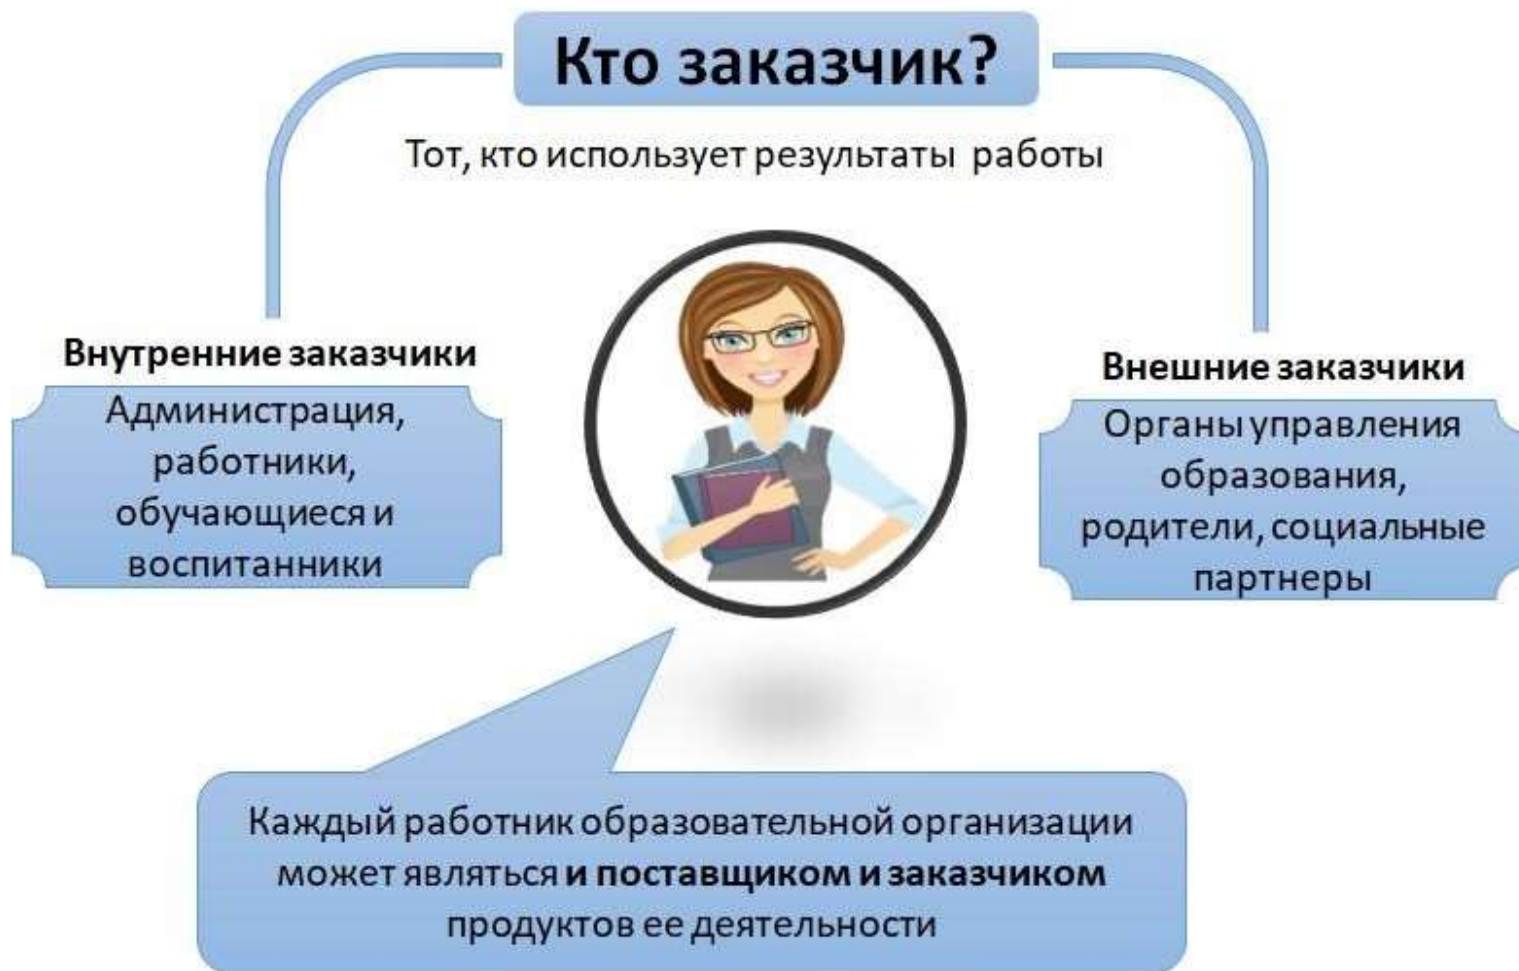 Кто заказчик?
Тот, кто использует результаты работы
Внутренние заказчики
Администрация,
работники,
обучающиеся и
воспитанники
Внешние заказчики
Органы управления
образования,
родители, социальные
партнеры
Каждый работник образовательной организации
может являться и поставщиком и заказчиком
продуктов ее деятельности